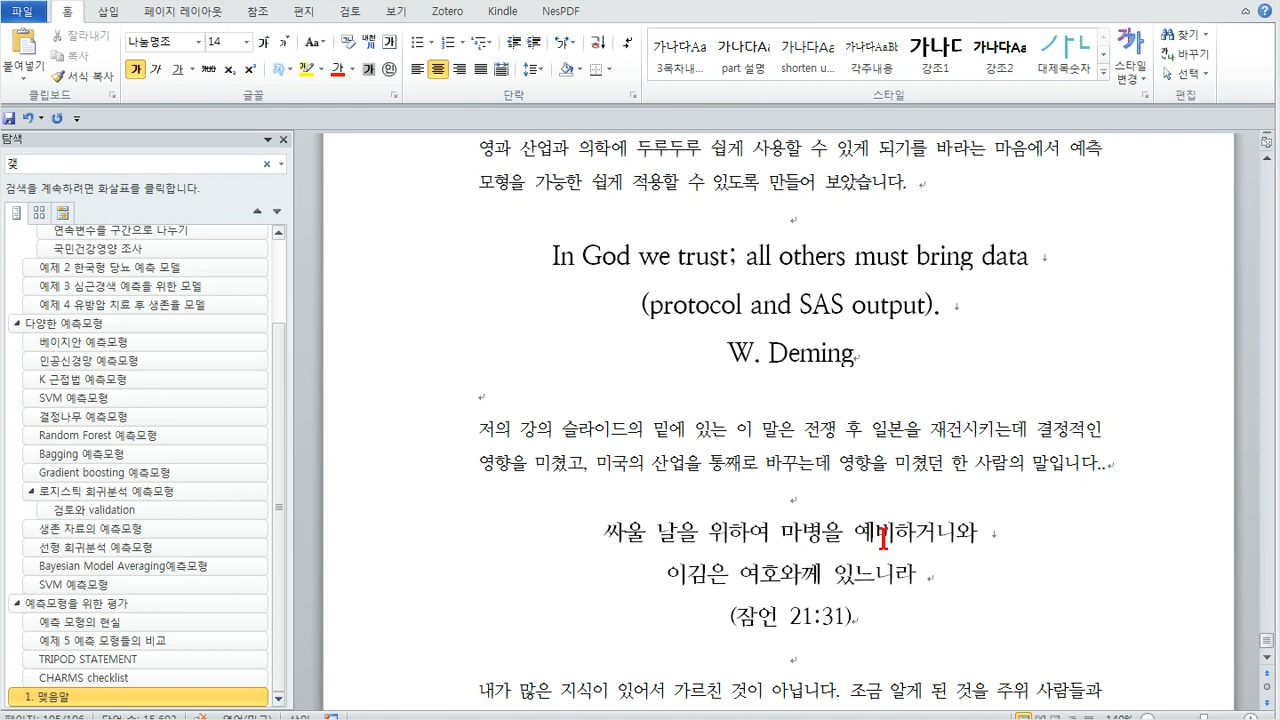 파일 홈 삽입 페이지 레이아웃 참조 편지 검토 보기 Zotero Kindle NesPDF
붙여넣기
잘라내기
복사
서식 복사
클립보드
나눔명조 14
가 가 가
글꼴
단락
가나다Aa 가나다Aa 가나다Aa 가나다AaBb 가나다 가나다Aa
3목차내... part 설명 shorten u... 각주내용 강조1 강조2 대제목숫자
스타일 변경
스타일
찾기
바꾸기
선택
편집
탐색
검색을 계속하려면 화살표를 클릭합니다.
연속변수를 구간으로 나누기
국민건강영양 조사
예제 2 한국형 당뇨 예측 모델
예제 3 심근경색 예측을 위한 모델
예제 4 유방암 치료 후 생존율 모델
다양한 예측모형
베이지안 예측모형
인공신경망 예측모형
K 근접법 예측모형
SVM 예측모형
결정나무 예측모형
Random Forest 예측모형
Bagging 예측모형
Gradient boosting 예측모형
로지스틱 회귀분석 예측모형
검토와 validation
생존 자료의 예측모형
선형 회귀분석 예측모형
Bayesian Model Averaging예측모형
SVM 예측모형
예측모형을 위한 평가
예측 모형의 현실
예제 5 예측 모형들의 비교
TRIPOD STATEMENT
CHARMS checklist
1. 맺음말
영과 산업과 의학에 두루두루 쉽게 사용할 수 있게 되기를 바라는 마음에서 예측
모형을 가능한 쉽게 적용할 수 있도록 만들어 보았습니다.
In God we trust; all others must bring data
(protocol and SAS output).
W. Deming
저의 강의 슬라이드의 밑에 있는 이 말은 전쟁 후 일본을 재건시키는데 결정적인
영향을 미쳤고, 미국의 산업을 통째로 바꾸는데 영향을 미쳤던 한 사람의 말입니다..
싸울 날을 위하여 마병을 예비하거니와
이김은 여호와께 있느니라
(잠언 21:31)
내가 많은 지식이 있어서 가르친 것이 아닙니다. 조금 알게 된 것을 주위 사람들과